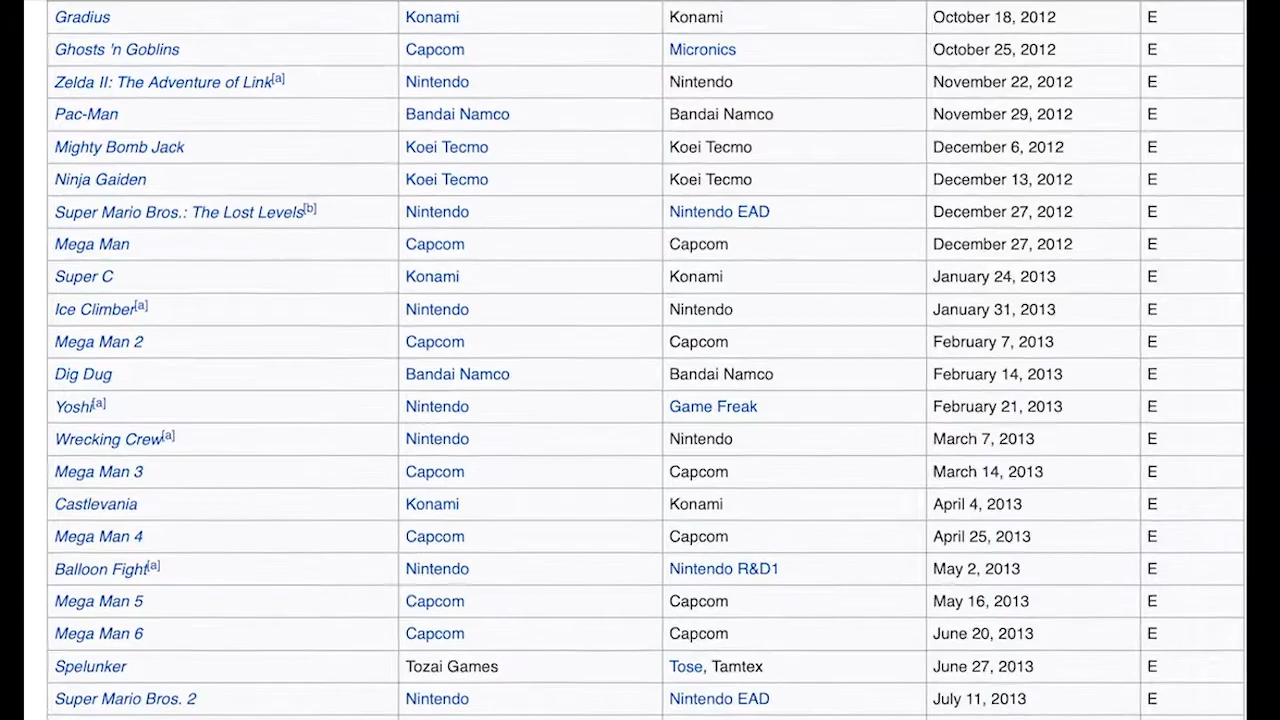 Gradius Konami Konami October 18, 2012 E
Ghosts 'n Goblins Capcom Micronics October 25, 2012 E
Zelda II: The Adventure of Link[a] Nintendo Nintendo November 22, 2012 E
Pac-Man Bandai Namco Bandai Namco November 29, 2012 E
Mighty Bomb Jack Koei Tecmo Koei Tecmo December 6, 2012 E
Ninja Gaiden Koei Tecmo Koei Tecmo December 13, 2012 E
Super Mario Bros.: The Lost Levels[b] Nintendo Nintendo EAD December 27, 2012 E
Mega Man Capcom Capcom December 27, 2012 E
Super C Konami Konami January 24, 2013 E
Ice Climber[a] Nintendo Nintendo January 31, 2013 E
Mega Man 2 Capcom Capcom February 7, 2013 E
Dig Dug Bandai Namco Bandai Namco February 14, 2013 E
Yoshi[a] Nintendo Game Freak February 21, 2013 E
Wrecking Crew[a] Nintendo Nintendo March 7, 2013 E
Mega Man 3 Capcom Capcom March 14, 2013 E
Castlevania Konami Konami April 4, 2013 E
Mega Man 4 Capcom Capcom April 25, 2013 E
Balloon Fight[a] Nintendo Nintendo R&D1 May 2, 2013 E
Mega Man 5 Capcom Capcom May 16, 2013 E
Mega Man 6 Capcom Capcom June 20, 2013 E
Spelunker Tozai Games Tose, Tamtex June 27, 2013 E
Super Mario Bros. 2 Nintendo Nintendo EAD July 11, 2013 E